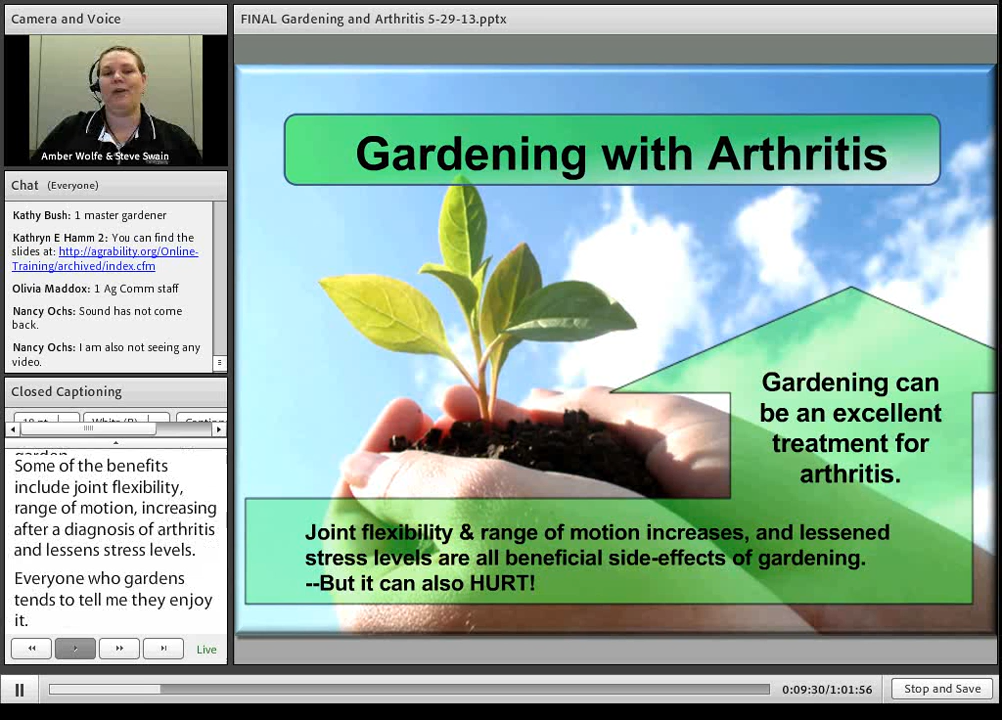 Camera and Voice
Amber Wolfe & Steve Swain
Chat (Everyone)
Kathy Bush: 1 master gardener
Kathryn E Hamm 2: You can find the
slides at: http://agrability.org/Online-
Training/archived/index.cfm
Olivia Maddox: 1 Ag Comm staff
Nancy Ochs: Sound has not come
back.
Nancy Ochs: I am also not seeing any
video.
Closed Captioning
Some of the benefits
include joint flexibility,
range of motion, increasing
after a diagnosis of arthritis
and lessens stress levels.
Everyone who gardens
tends to tell me they enjoy
it.
Live
FINAL Gardening and Arthritis 5-29-13.pptx
Gardening with Arthritis
Gardening can
be an excellent
treatment for
arthritis.
Joint flexibility & range of motion increases, and lessened
stress levels are all beneficial side-effects of gardening.
--But it can also HURT!
0:09:30/1:01:56
Stop and Save